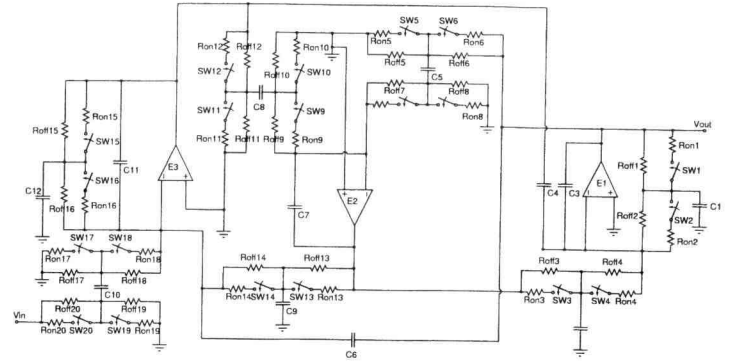 SW5 SW6
Ron5 Ron6
Roff5 Roff6
C5
Roff7 Roff8
Ron8
Ron12 Roff12
SW12
SW11
Ron11 Roff11
C8
Ron10
Roff10
SW10
SW9
Roff9 Ron9
Ron15
Roff15
SW15
SW16
Roff16 Ron16
C12
C11
E3
C7
E2
C4
C3
E1
Vout
Ron1
Roff1
SW1
Roff2
SW2
Ron2
C1
SW17 SW18
Ron17 Ron18
Roff17 Roff18
C10
Roff20 Roff19
Vin
Ron20 SW20 SW19 Ron19
Roff14 Roff13
Ron14 SW14 SW13 Ron13
C9
C6
Roff3 Roff4
Ron3 SW3 SW4 Ron4